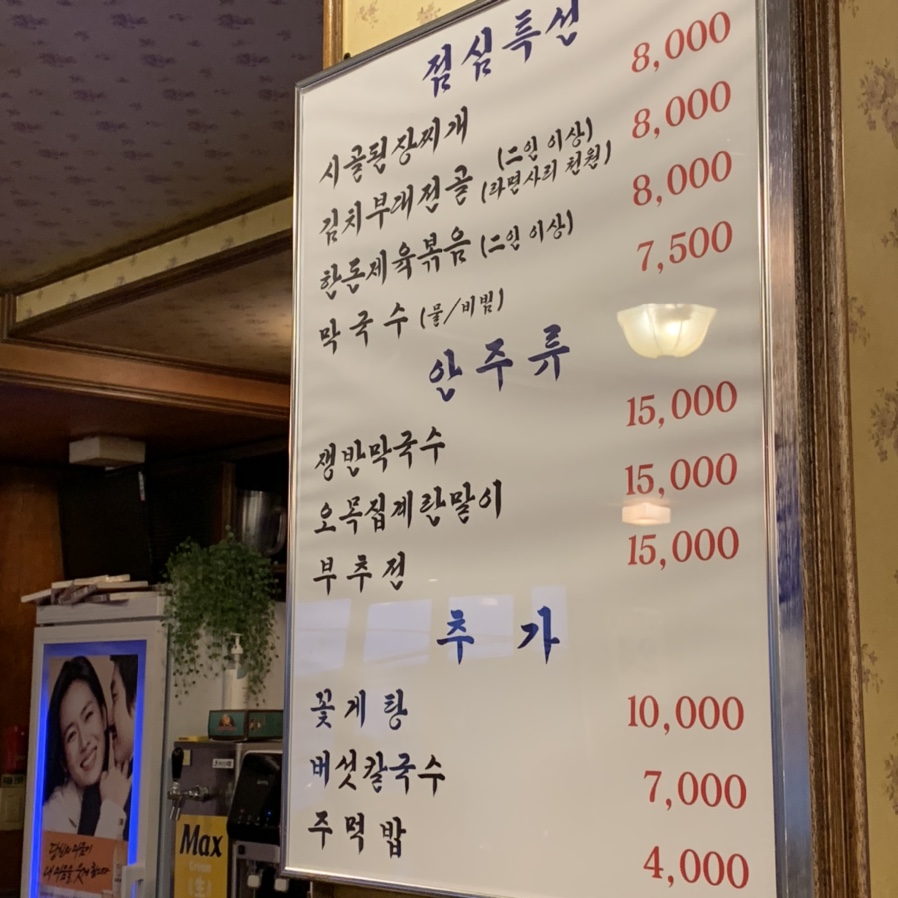 점심특선
시골된장찌개 8,000
김치부대전골 (二인 이상) (라면사리 천원) 8,000
한돈제육볶음 (二인 이상) 8,000
막국수 (물/비빔) 7,500
안주류
쟁반막국수 15,000
오목집계란말이 15,000
부추전 15,000
추가
꽃게탕 10,000
버섯칼국수 7,000
주먹밥 4,000
Max